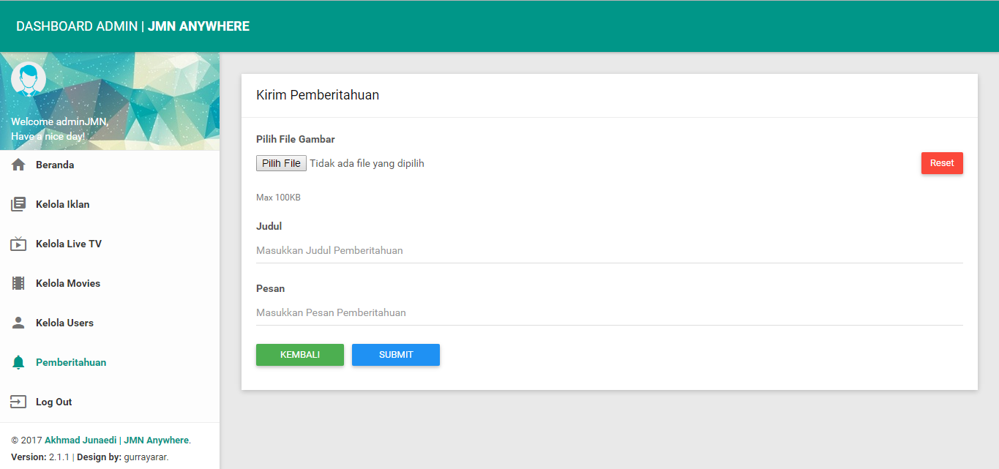 DASHBOARD ADMIN | JMN ANYWHERE
Welcome adminJMN,
Have a nice day!
Beranda
Kelola Iklan
Kelola Live TV
Kelola Movies
Kelola Users
Pemberitahuan
Log Out
© 2017 Akhmad Junaedi | JMN Anywhere.
Version: 2.1.1 | Design by: gurrayarar.
Kirim Pemberitahuan
Pilih File Gambar
Pilih File Tidak ada file yang dipilih
Reset
Max 100KB
Judul
Masukkan Judul Pemberitahuan
Pesan
Masukkan Pesan Pemberitahuan
KEMBALI SUBMIT